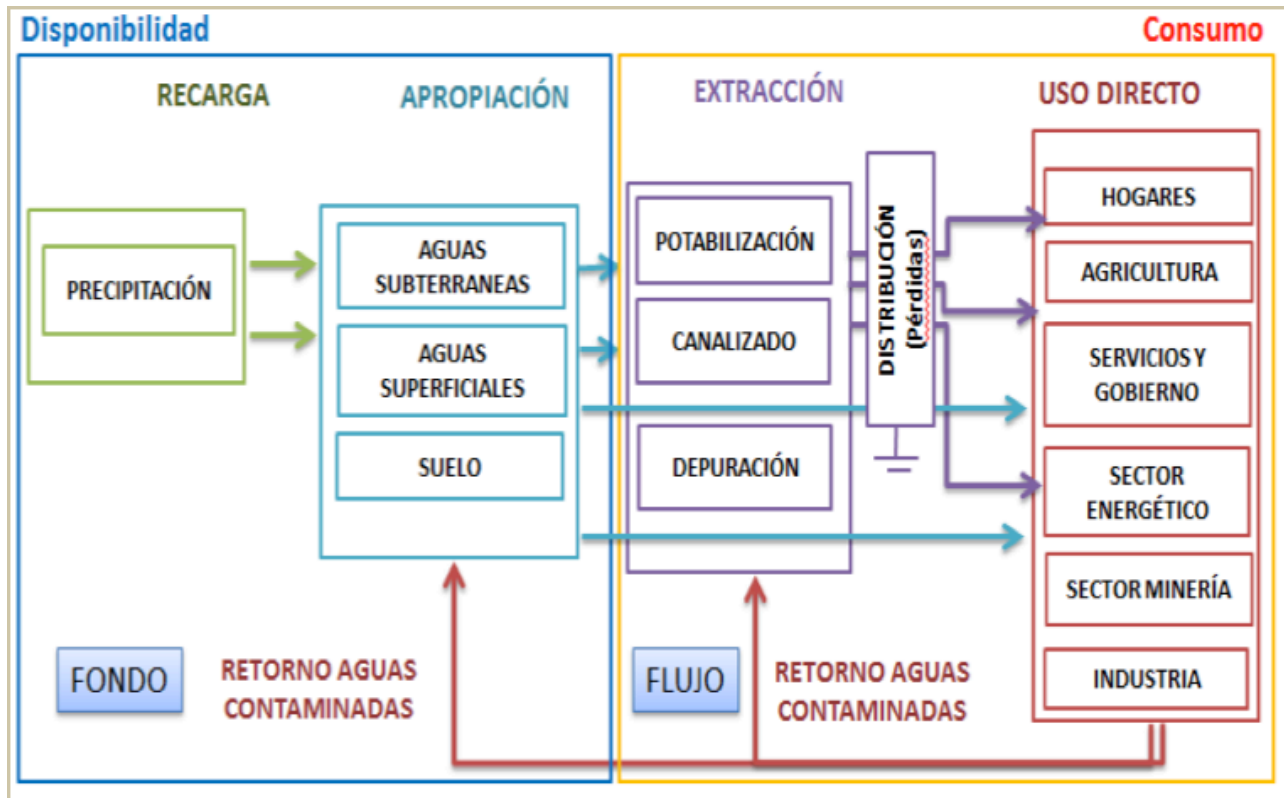 Disponibilidad
Consumo
RECARGA
APROPIACIÓN
EXTRACCIÓN
USO DIRECTO
PRECIPITACIÓN
AGUAS
SUBTERRANEAS
AGUAS
SUPERFICIALES
SUELO
POTABILIZACIÓN
CANALIZADO
DEPURACIÓN
DISTRIBUCIÓN
(Pérdidas)
HOGARES
AGRICULTURA
SERVICIOS Y
GOBIERNO
SECTOR
ENERGÉTICO
SECTOR MINERÍA
INDUSTRIA
FONDO
RETORNO AGUAS
CONTAMINADAS
FLUJO
RETORNO AGUAS
CONTAMINADAS